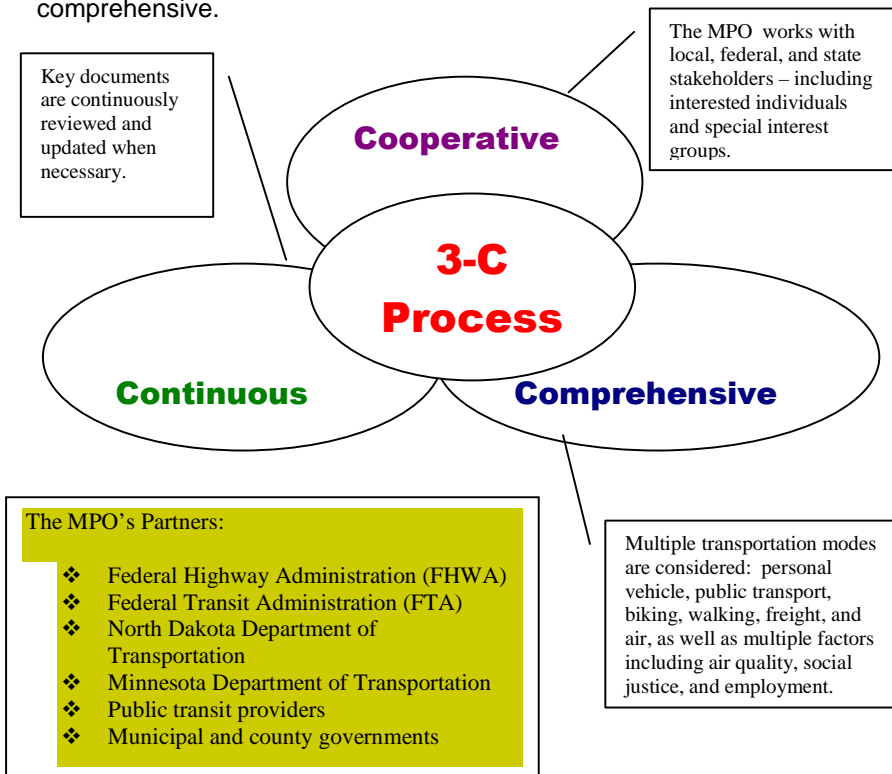 comprehensive.
Key documents
are continuously
reviewed and
updated when
necessary.
The MPO works with
local, federal, and state
stakeholders – including
interested individuals
and special interest
groups.
Cooperative
3-C
Process
Continuous
Comprehensive
The MPO’s Partners:
❖ Federal Highway Administration (FHWA)
❖ Federal Transit Administration (FTA)
❖ North Dakota Department of
Transportation
❖ Minnesota Department of Transportation
❖ Public transit providers
❖ Municipal and county governments
Multiple transportation modes
are considered: personal
vehicle, public transport,
biking, walking, freight, and
air, as well as multiple factors
including air quality, social
justice, and employment.